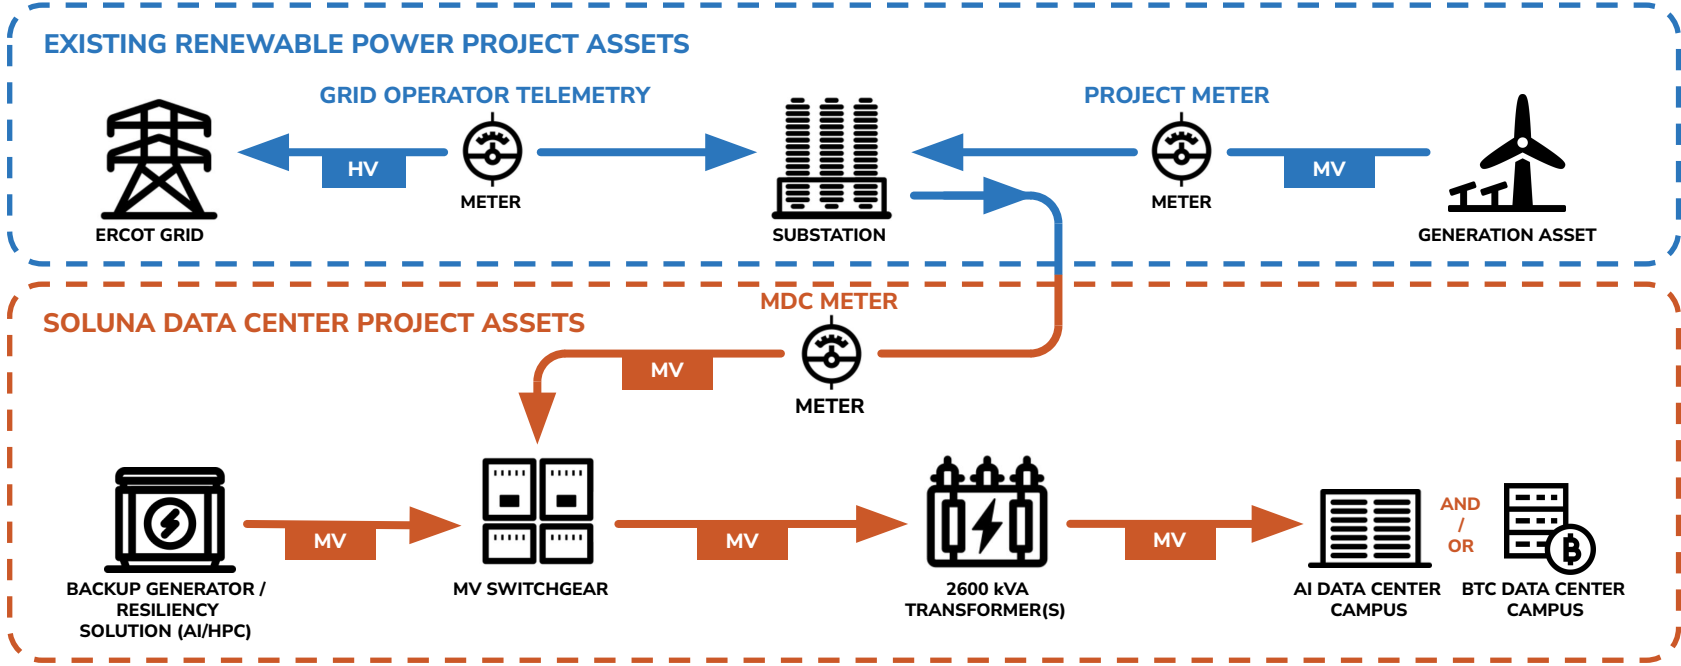 EXISTING RENEWABLE POWER PROJECT ASSETS
GRID OPERATOR TELEMETRY
PROJECT METER
HV
MV
METER
METER
ERCOT GRID
SUBSTATION
GENERATION ASSET
MDC METER
SOLUNA DATA CENTER PROJECT ASSETS
MV
METER
MV
MV
MV
AND
/
OR
BACKUP GENERATOR /
RESILIENCY
SOLUTION (AI/HPC)
MV SWITCHGEAR
2600 kVA
TRANSFORMER(S)
AI DATA CENTER
CAMPUS
BTC DATA CENTER
CAMPUS